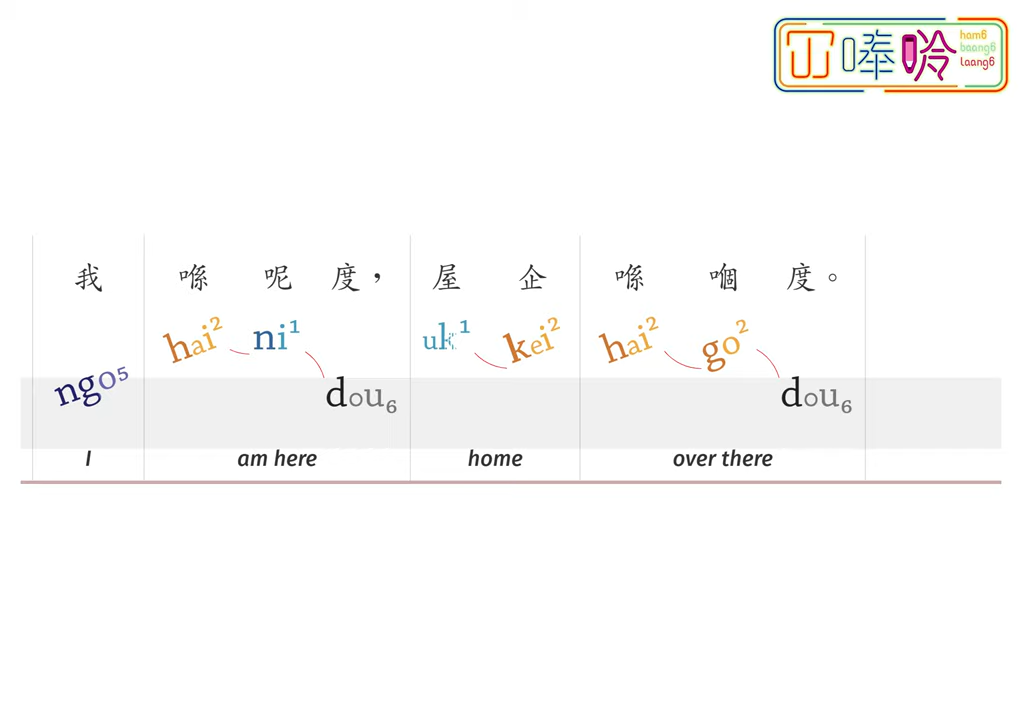 冚唪唥
ham6
baang6
laang6
我 喺 呢 度， 屋 企 喺 嗰 度。
ngo5 hai2 ni1 dou6 uk1 kei2 hai2 go2 dou6
I am here home over there